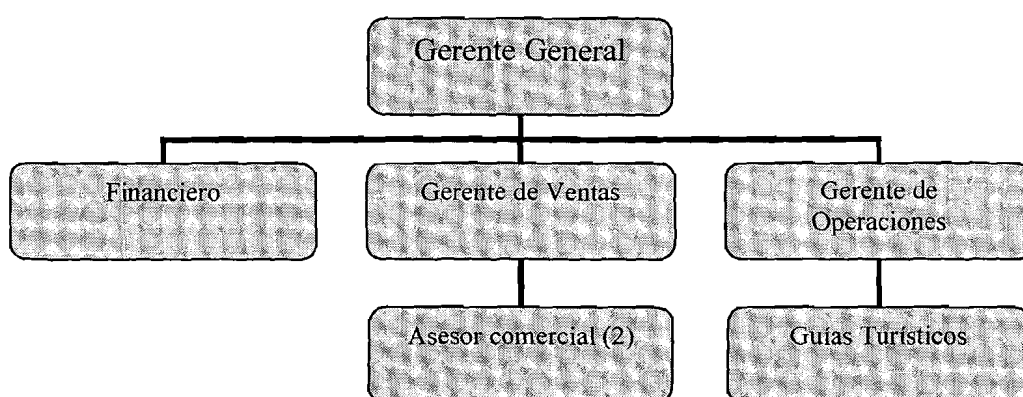 Gerente General
Financiero
Gerente de Ventas
Gerente de
Operaciones
Asesor comercial (2)
Guías Turísticos